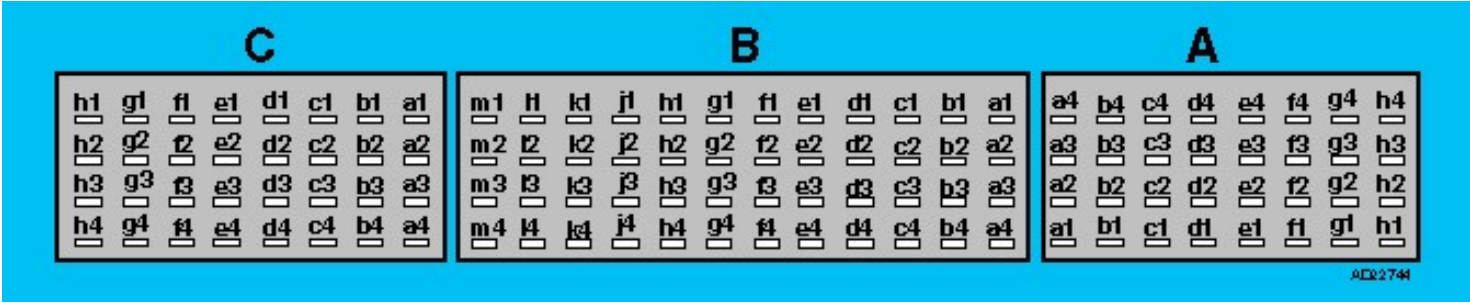 C B A
h1 g1 f1 e1 d1 c1 b1 a1 m1 l1 k1 j1 h1 g1 f1 e1 d1 c1 b1 a1 a4 b4 c4 d4 e4 f4 g4 h4
h2 g2 f2 e2 d2 c2 b2 a2 m2 l2 k2 j2 h2 g2 f2 e2 d2 c2 b2 a2 a3 b3 c3 d3 e3 f3 g3 h3
h3 g3 f3 e3 d3 c3 b3 a3 m3 l3 k3 j3 h3 g3 f3 e3 d3 c3 b3 a3 a2 b2 c2 d2 e2 f2 g2 h2
h4 g4 f4 e4 d4 c4 b4 a4 m4 l4 k4 j4 h4 g4 f4 e4 d4 c4 b4 a4 a1 b1 c1 d1 e1 f1 g1 h1